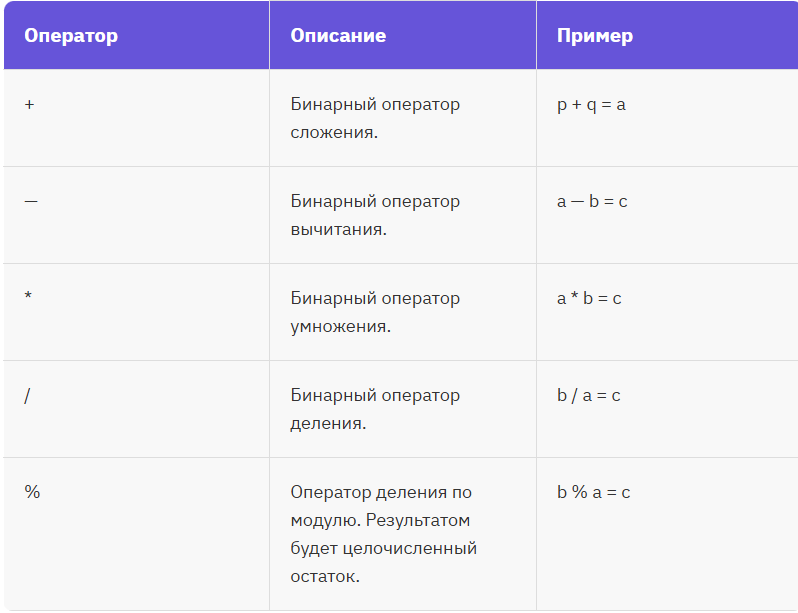 Оператор Описание Пример
+ Бинарный оператор p + q = a
сложения.
— Бинарный оператор a — b = c
вычитания.
* Бинарный оператор a * b = c
умножения.
/ Бинарный оператор b / a = c
деления.
% Оператор деления по b % a = c
модулю. Результатом
будет целочисленный
остаток.